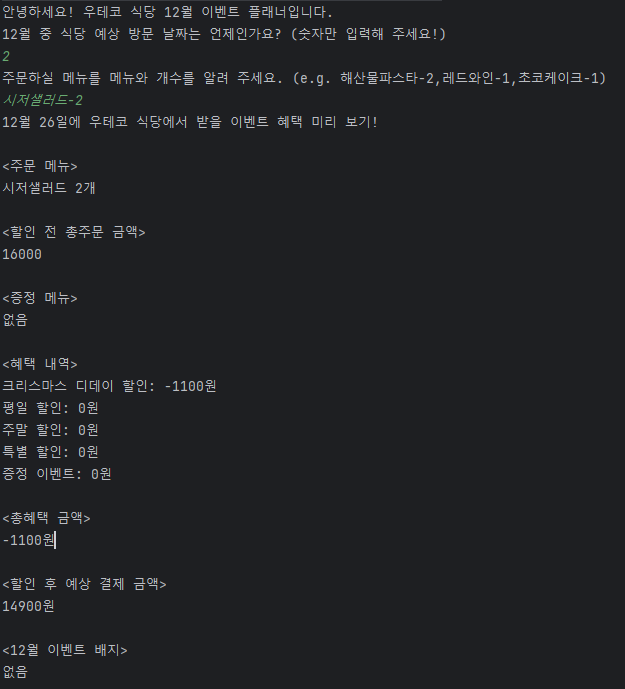 안녕하세요! 우테코 식당 12월 이벤트 플래너입니다.
12월 중 식당 예상 방문 날짜는 언제인가요? (숫자만 입력해 주세요!)
2
주문하실 메뉴를 메뉴와 개수를 알려 주세요. (e.g. 해산물파스타-2,레드와인-1,초코케이크-1)
시저샐러드-2
12월 26일에 우테코 식당에서 받을 이벤트 혜택 미리 보기!
<주문 메뉴>
시저샐러드 2개
<할인 전 총주문 금액>
16000
<증정 메뉴>
없음
<혜택 내역>
크리스마스 디데이 할인: -1100원
평일 할인: 0원
주말 할인: 0원
특별 할인: 0원
증정 이벤트: 0원
<총혜택 금액>
-1100원
<할인 후 예상 결제 금액>
14900원
<12월 이벤트 배지>
없음